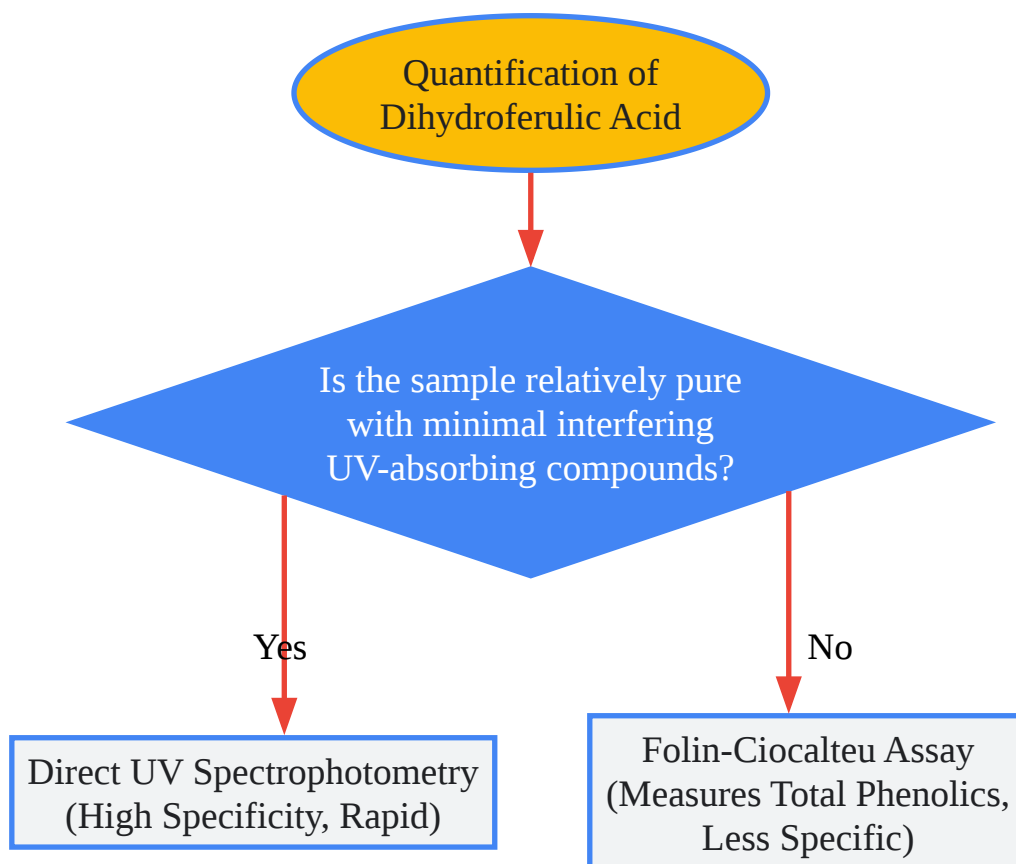 Quantification of
Dihydroferulic Acid
Is the sample relatively pure
with minimal interfering
UV-absorbing compounds?
Yes
No
Direct UV Spectrophotometry
(High Specificity, Rapid)
Folin-Ciocalteu Assay
(Measures Total Phenolics,
Less Specific)